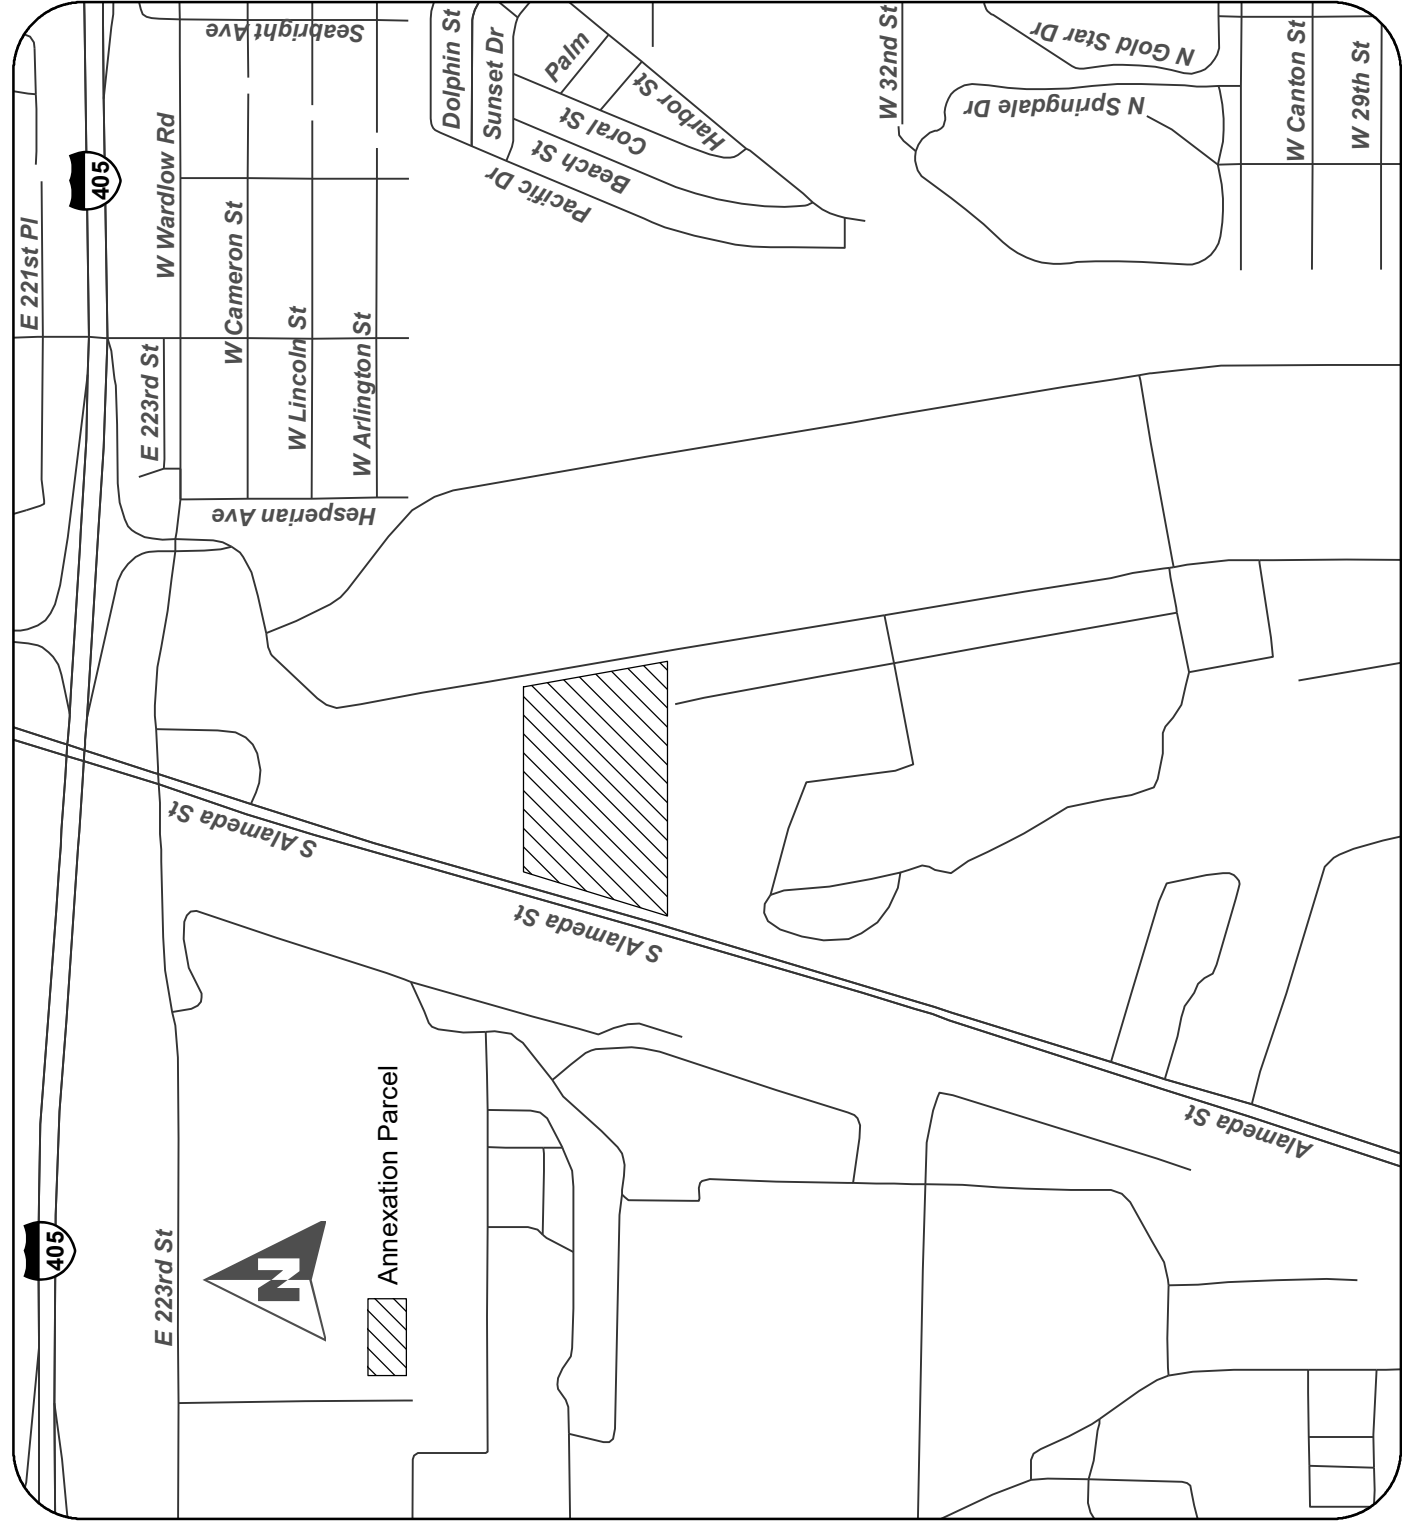 405
E 221st Pl
405
E 223rd St
E 223rd St
W Wardlow Rd
S Alameda St
W Cameron St
Seabright Ave
N
Hesperian Ave
W Lincoln St
W Arlington St
Annexation Parcel
Dolphin St
Sunset Dr
Pacific Dr
Palm
Beach St
Coral St
Harbor St
S Alameda St
W 32nd St
N Springdale Dr
N Gold Star Dr
Alameda St
W Canton St
W 29th St